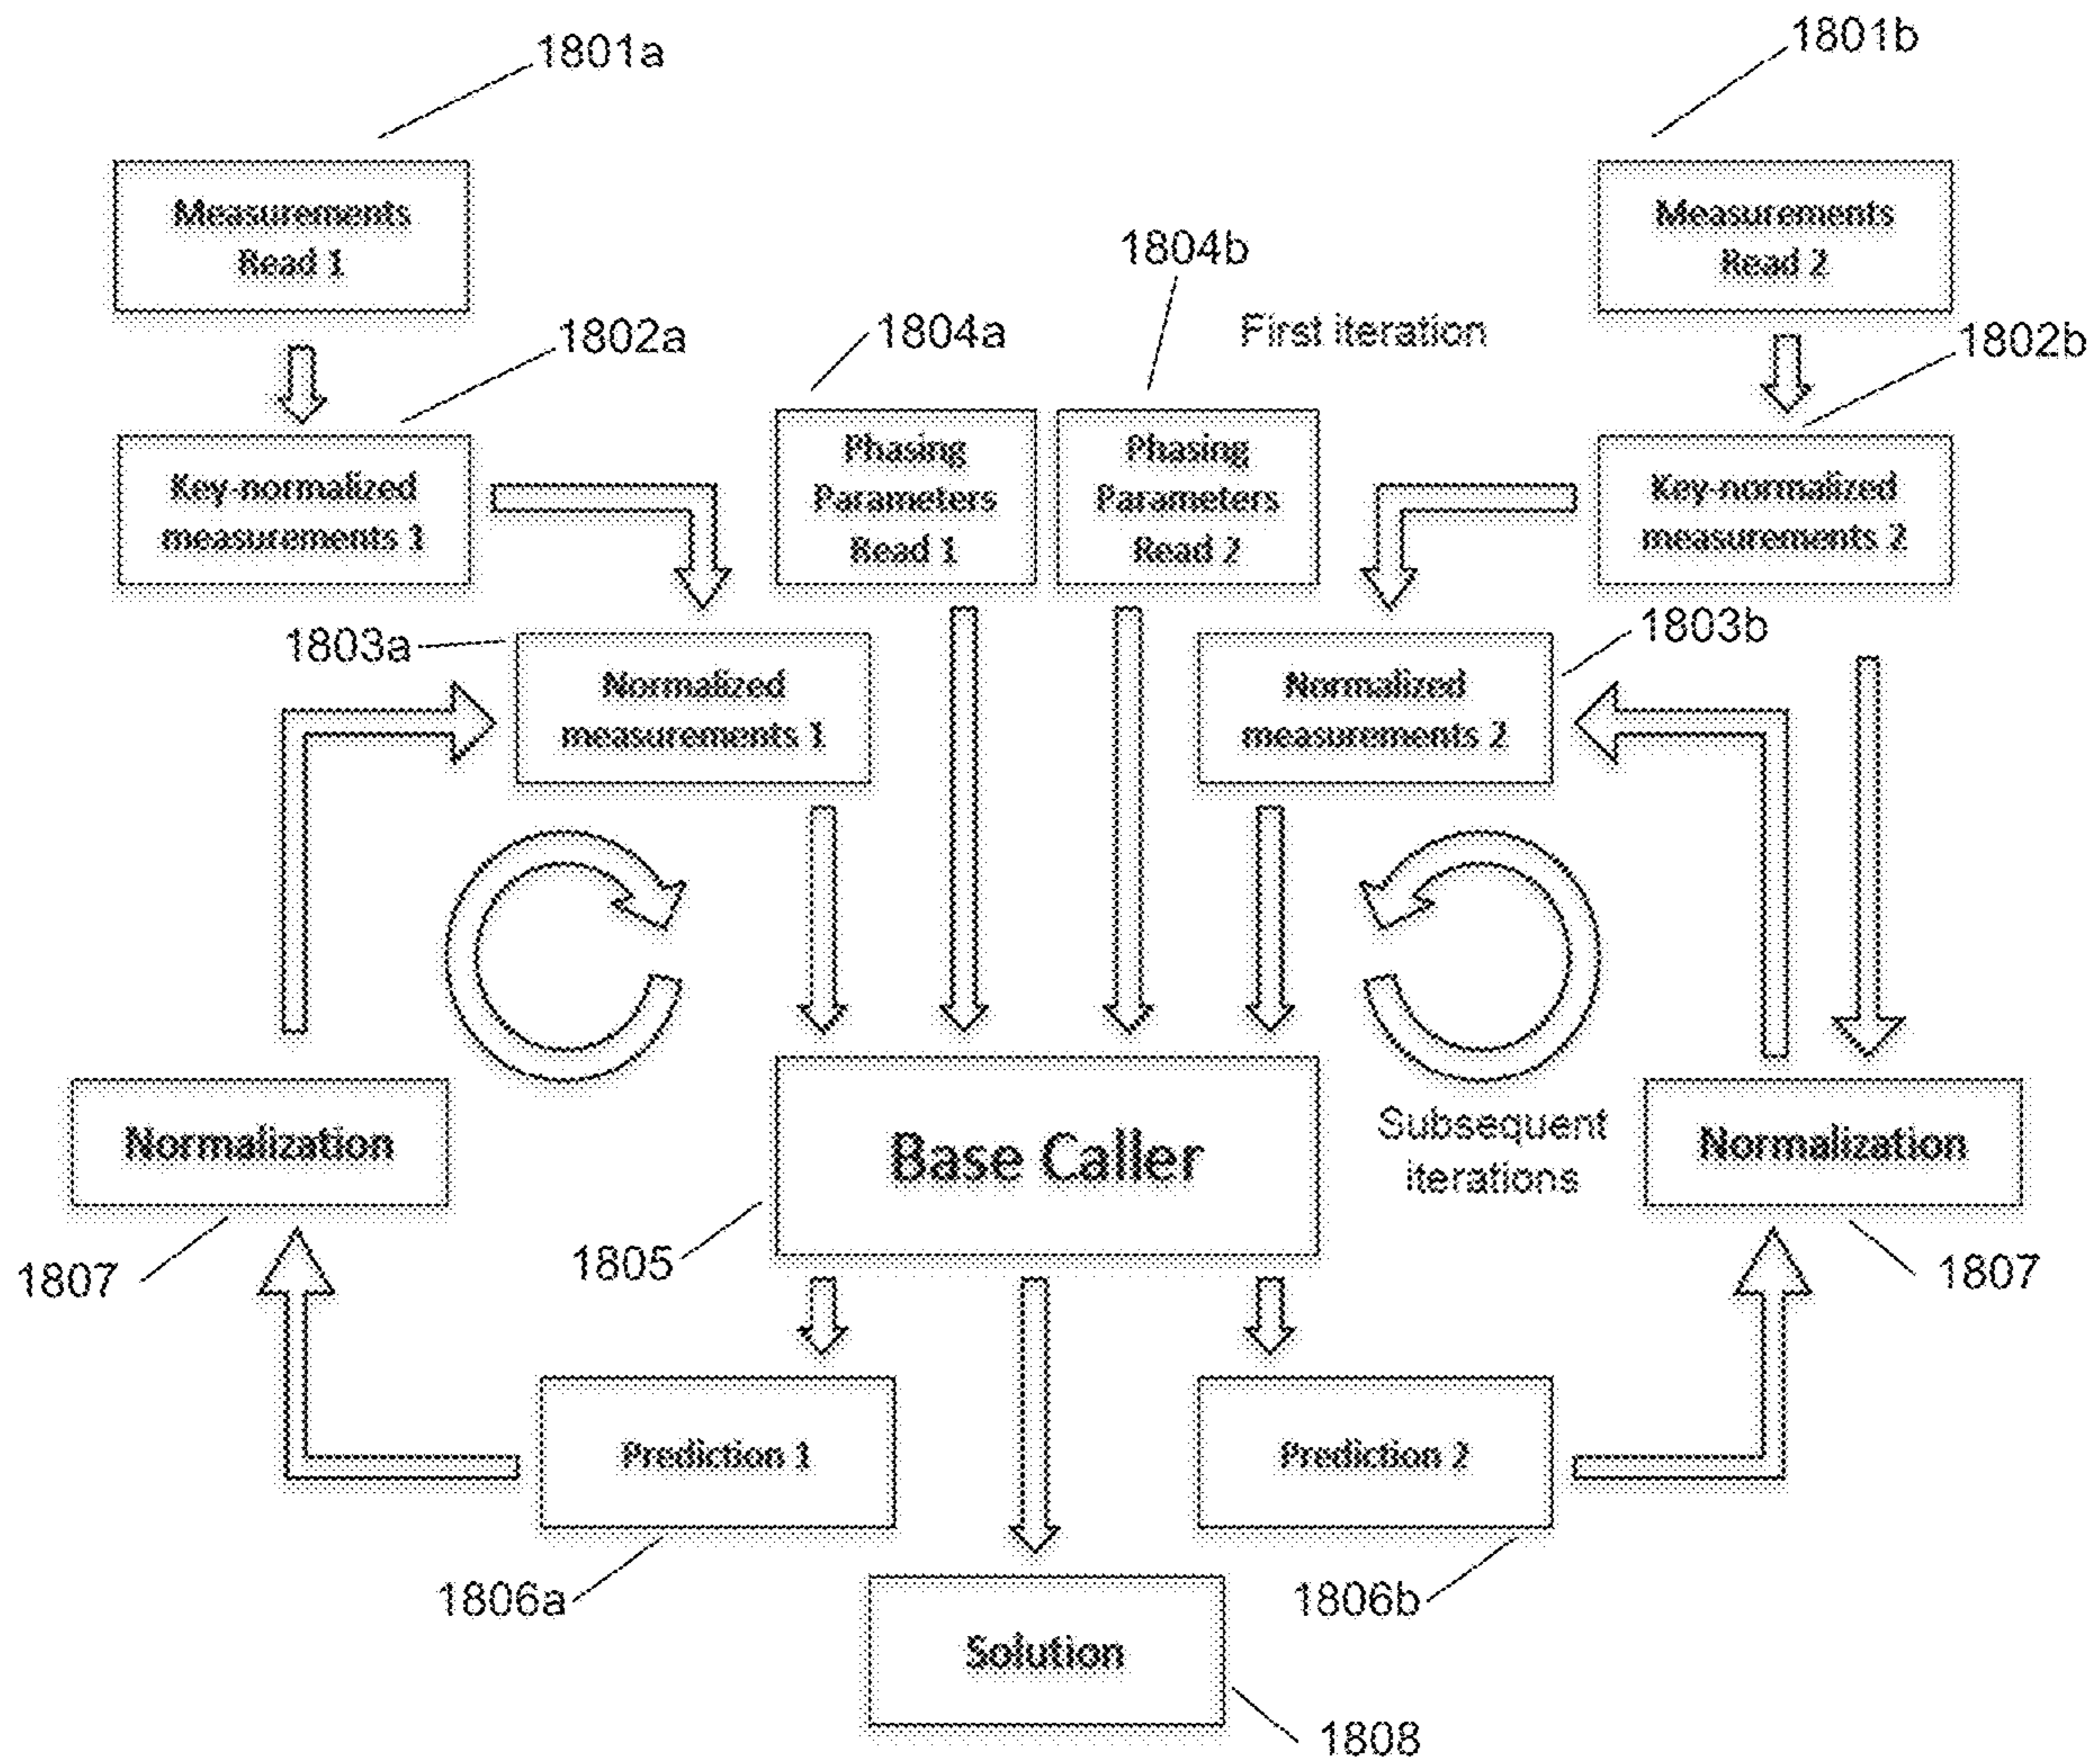 1801a
1801b
Measurements
Read 1
Measurements
Read 2
1804b
1802a
1804a
First iteration
1802b
Key-normalized
measurements 1
Phasing
Parameters
Read 1
Phasing
Parameters
Read 2
Key-normalized
measurements 2
1803a
1803b
Normalized
measurements 1
Normalized
measurements 2
Normalization
Base Caller
Subsequent
iterations
Normalization
1807
1805
1807
Prediction 1
Prediction 2
1806a
1806b
Solution
1808